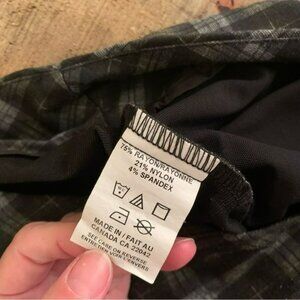 75% RAYON/RAYONNE
21% NYLON
4% SPANDEX
MADE IN / FAIT AU
CANADA CA 22042
SEE CARE ON REVERSE
ENTRETIEN VOIR L'ENVERS